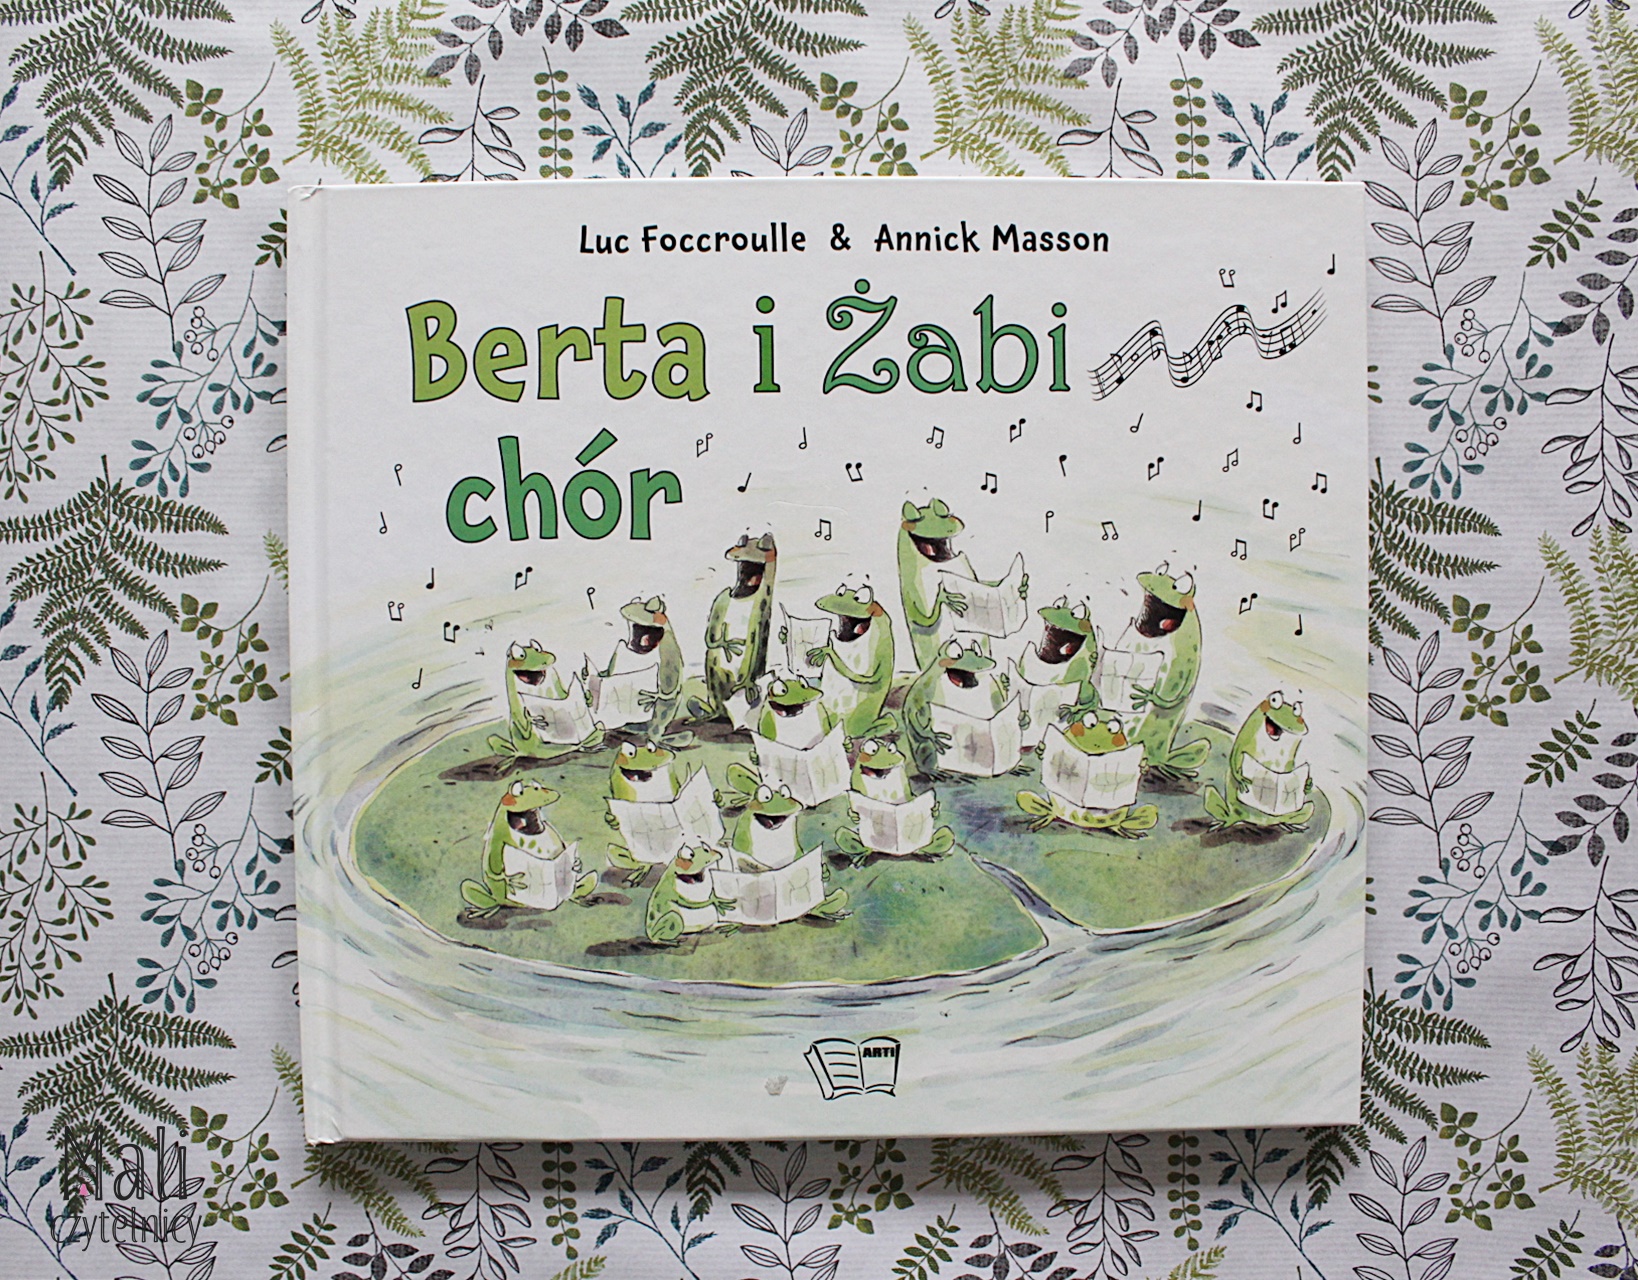 Luc Foccroulle & Annick Masson
Berta i Żabi
chór
ARTI
Mali
czytelnicy